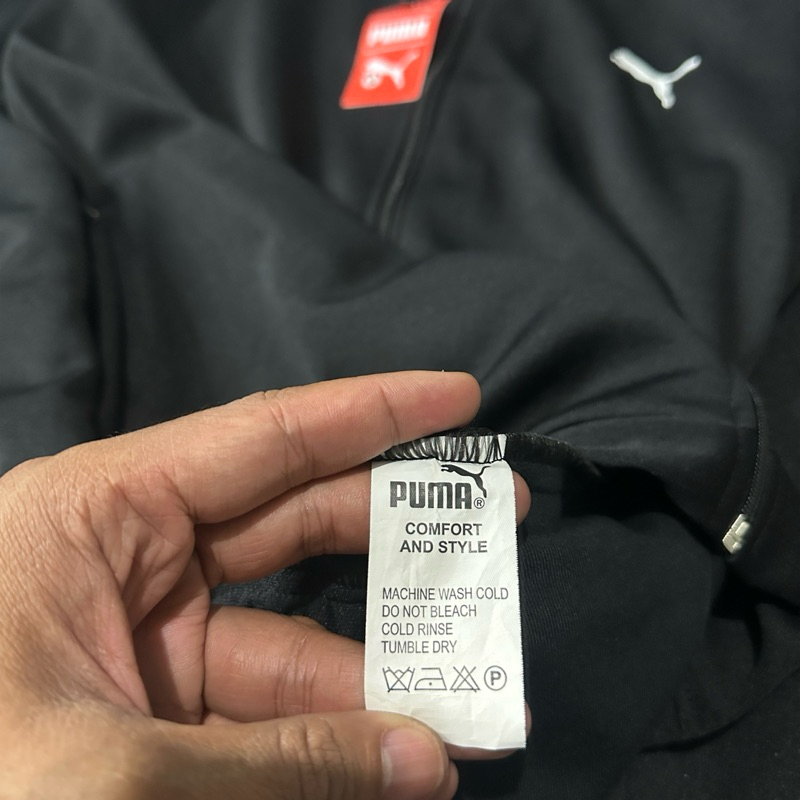 PUMA
PUMA®
COMFORT
AND STYLE
MACHINE WASH COLD
DO NOT BLEACH
COLD RINSE
TUMBLE DRY
P